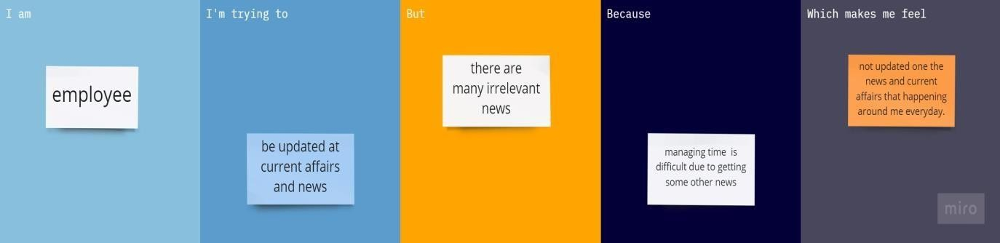 I am
employee
I'm trying to
be updated at
current affairs
and news
But
there are
many irrelevant
news
Because
managing time is
difficult due to getting
some other news
Which makes me feel
not updated one the
news and current
affairs that happening
around me everyday.
miro